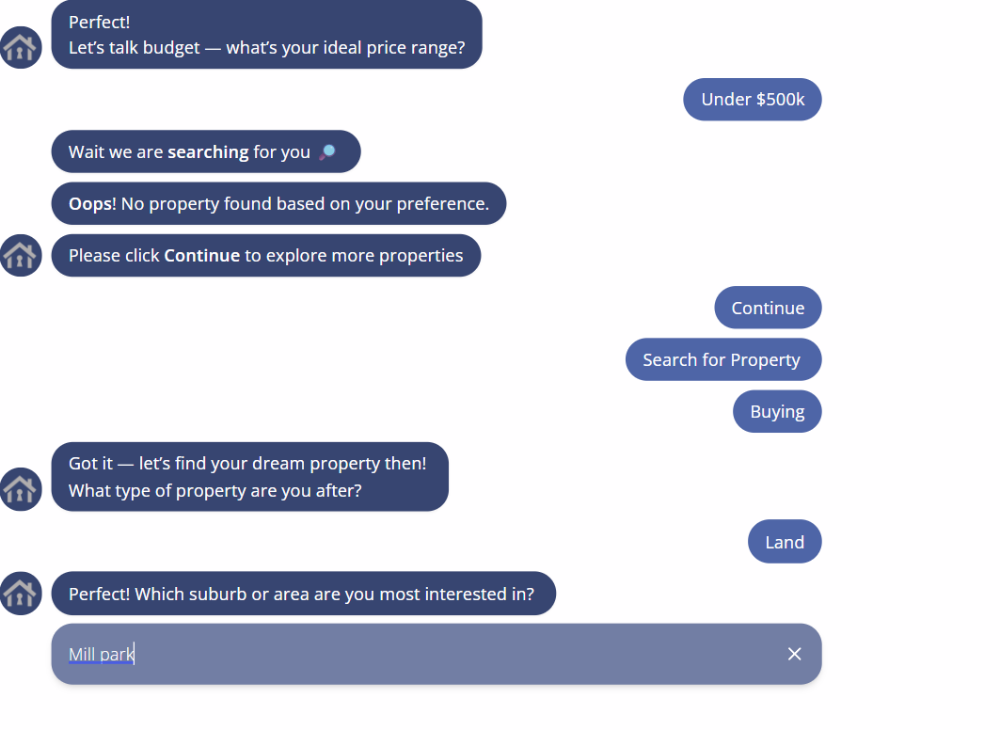 Perfect!
Let’s talk budget — what’s your ideal price range?
Under $500k
Wait we are searching for you
Oops! No property found based on your preference.
Please click Continue to explore more properties
Continue
Search for Property
Buying
Got it — let’s find your dream property then!
What type of property are you after?
Land
Perfect! Which suburb or area are you most interested in?
Mill park